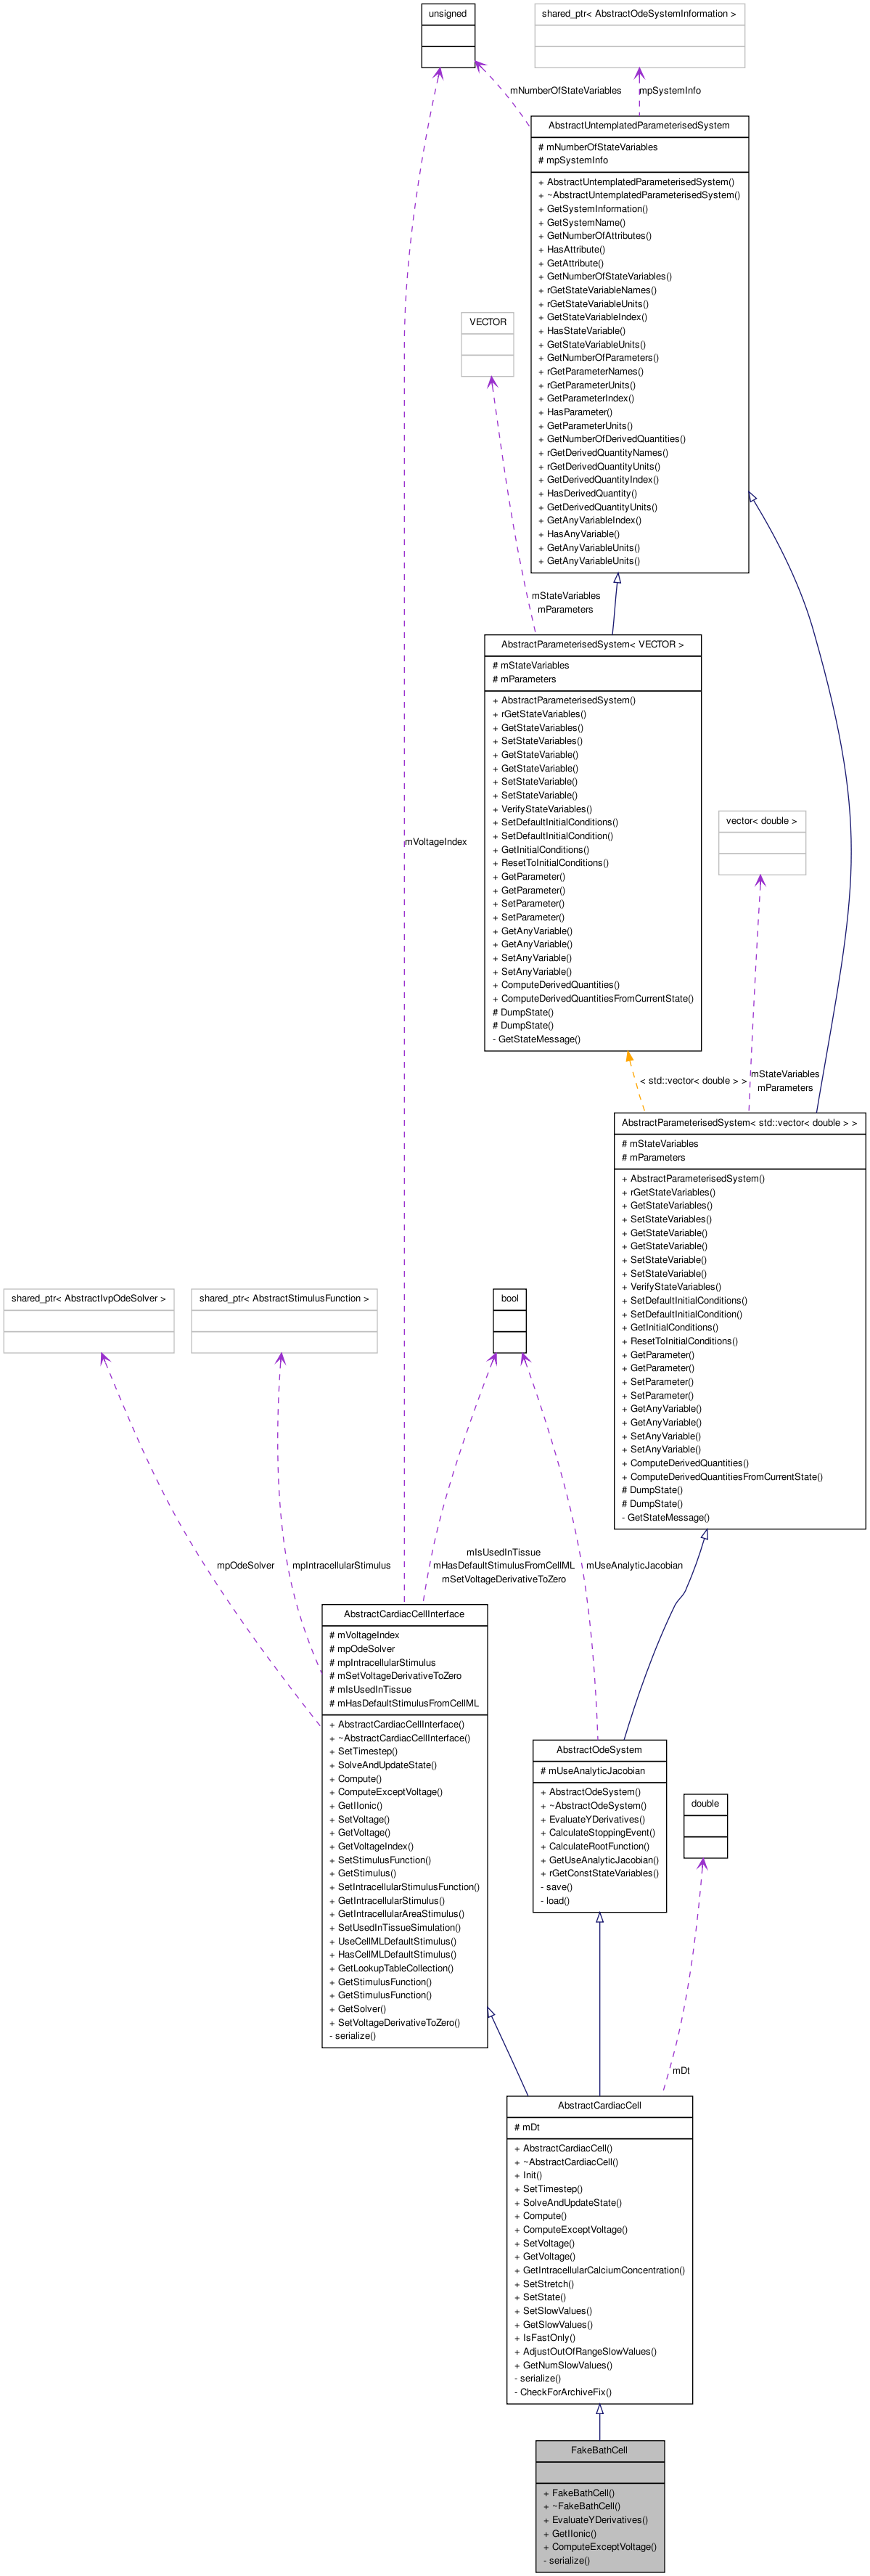 unsigned
shared_ptr< AbstractOdeSystemInformation >
mNumberOfStateVariables
mpSystemInfo
AbstractUntemplatedParameterisedSystem
# mNumberOfStateVariables
# mpSystemInfo
+ AbstractUntemplatedParameterisedSystem()
+ ~AbstractUntemplatedParameterisedSystem()
+ GetSystemInformation()
+ GetSystemName()
+ GetNumberOfAttributes()
+ HasAttribute()
+ GetAttribute()
+ GetNumberOfStateVariables()
+ rGetStateVariableNames()
+ rGetStateVariableUnits()
+ GetStateVariableIndex()
+ HasStateVariable()
+ GetStateVariableUnits()
+ GetNumberOfParameters()
+ rGetParameterNames()
+ rGetParameterUnits()
+ GetParameterIndex()
+ HasParameter()
+ GetParameterUnits()
+ GetNumberOfDerivedQuantities()
+ rGetDerivedQuantityNames()
+ rGetDerivedQuantityUnits()
+ GetDerivedQuantityIndex()
+ HasDerivedQuantity()
+ GetDerivedQuantityUnits()
+ GetAnyVariableIndex()
+ HasAnyVariable()
+ GetAnyVariableUnits()
+ GetAnyVariableUnits()
VECTOR
mStateVariables
mParameters
AbstractParameterisedSystem< VECTOR >
# mStateVariables
# mParameters
+ AbstractParameterisedSystem()
+ rGetStateVariables()
+ GetStateVariables()
+ SetStateVariables()
+ GetStateVariable()
+ GetStateVariable()
+ SetStateVariable()
+ SetStateVariable()
+ VerifyStateVariables()
+ SetDefaultInitialConditions()
+ SetDefaultInitialCondition()
+ GetInitialConditions()
+ ResetToInitialConditions()
+ GetParameter()
+ GetParameter()
+ SetParameter()
+ SetParameter()
+ GetAnyVariable()
+ GetAnyVariable()
+ SetAnyVariable()
+ SetAnyVariable()
+ ComputeDerivedQuantities()
+ ComputeDerivedQuantitiesFromCurrentState()
# DumpState()
# DumpState()
- GetStateMessage()
mVoltageIndex
vector< double >
< std::vector< double > >
mStateVariables
mParameters
AbstractParameterisedSystem< std::vector< double > >
# mStateVariables
# mParameters
+ AbstractParameterisedSystem()
+ rGetStateVariables()
+ GetStateVariables()
+ SetStateVariables()
+ GetStateVariable()
+ GetStateVariable()
+ SetStateVariable()
+ SetStateVariable()
+ VerifyStateVariables()
+ SetDefaultInitialConditions()
+ SetDefaultInitialCondition()
+ GetInitialConditions()
+ ResetToInitialConditions()
+ GetParameter()
+ GetParameter()
+ SetParameter()
+ SetParameter()
+ GetAnyVariable()
+ GetAnyVariable()
+ SetAnyVariable()
+ SetAnyVariable()
+ ComputeDerivedQuantities()
+ ComputeDerivedQuantitiesFromCurrentState()
# DumpState()
# DumpState()
- GetStateMessage()
shared_ptr< AbstractIvpOdeSolver >
shared_ptr< AbstractStimulusFunction >
bool
mpOdeSolver
mpIntracellularStimulus
mIsUsedInTissue
mHasDefaultStimulusFromCellML
mSetVoltageDerivativeToZero
mUseAnalyticJacobian
AbstractCardiacCellInterface
# mVoltageIndex
# mpOdeSolver
# mpIntracellularStimulus
# mSetVoltageDerivativeToZero
# mIsUsedInTissue
# mHasDefaultStimulusFromCellML
+ AbstractCardiacCellInterface()
+ ~AbstractCardiacCellInterface()
+ SetTimestep()
+ SolveAndUpdateState()
+ Compute()
+ ComputeExceptVoltage()
+ GetIIonic()
+ SetVoltage()
+ GetVoltage()
+ GetVoltageIndex()
+ SetStimulusFunction()
+ GetStimulus()
+ SetIntracellularStimulusFunction()
+ GetIntracellularStimulus()
+ GetIntracellularAreaStimulus()
+ SetUsedInTissueSimulation()
+ UseCellMLDefaultStimulus()
+ HasCellMLDefaultStimulus()
+ GetLookupTableCollection()
+ GetStimulusFunction()
+ GetStimulusFunction()
+ GetSolver()
+ SetVoltageDerivativeToZero()
- serialize()
AbstractOdeSystem
# mUseAnalyticJacobian
+ AbstractOdeSystem()
+ ~AbstractOdeSystem()
+ EvaluateYDerivatives()
+ CalculateStoppingEvent()
+ CalculateRootFunction()
+ GetUseAnalyticJacobian()
+ rGetConstStateVariables()
- save()
- load()
double
mDt
AbstractCardiacCell
# mDt
+ AbstractCardiacCell()
+ ~AbstractCardiacCell()
+ Init()
+ SetTimestep()
+ SolveAndUpdateState()
+ Compute()
+ ComputeExceptVoltage()
+ SetVoltage()
+ GetVoltage()
+ GetIntracellularCalciumConcentration()
+ SetStretch()
+ SetState()
+ SetSlowValues()
+ GetSlowValues()
+ IsFastOnly()
+ AdjustOutOfRangeSlowValues()
+ GetNumSlowValues()
- serialize()
- CheckForArchiveFix()
FakeBathCell
+ FakeBathCell()
+ ~FakeBathCell()
+ EvaluateYDerivatives()
+ GetIIonic()
+ ComputeExceptVoltage()
- serialize()